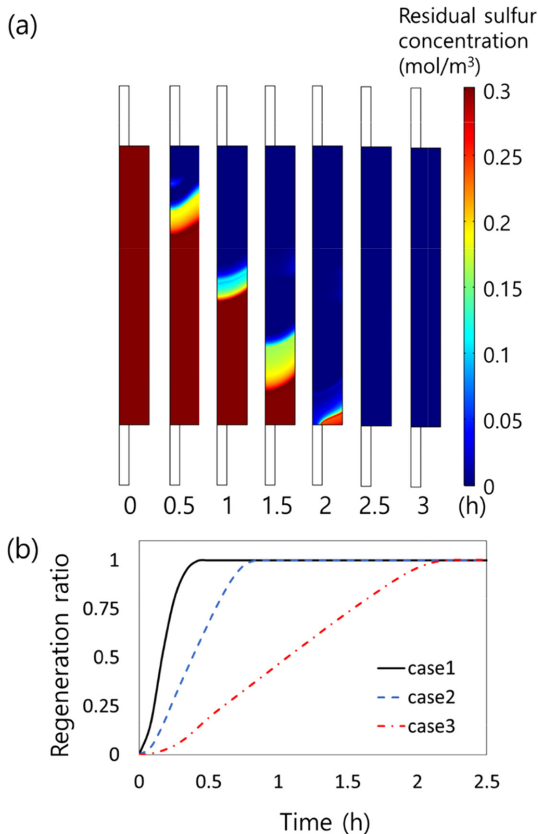 (a)
Residual sulfur
concentration
(mol/m³)
0.3
0.25
0.2
0.15
0.1
0.05
0
0 0.5 1 1.5 2 2.5 3 (h)
(b)
Regeneration ratio
1
0.75
0.5
0.25
0
case1
case2
case3
0 0.5 1 1.5 2 2.5
Time (h)